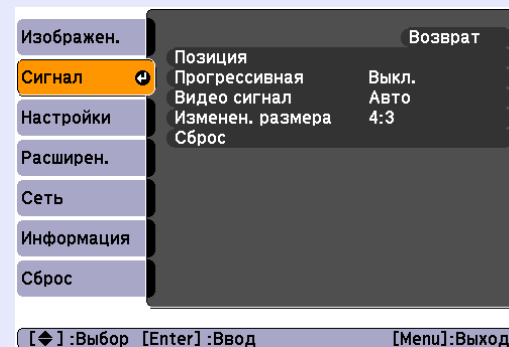 Изображен.
Сигнал
Настройки
Расширен.
Сеть
Информация
Сброс
Возврат
Позиция
Прогрессивная Выкл.
Видео сигнал Авто
Изменен. размера 4:3
Сброс
[◆] :Выбор [Enter] :Ввод [Menu]:Выход